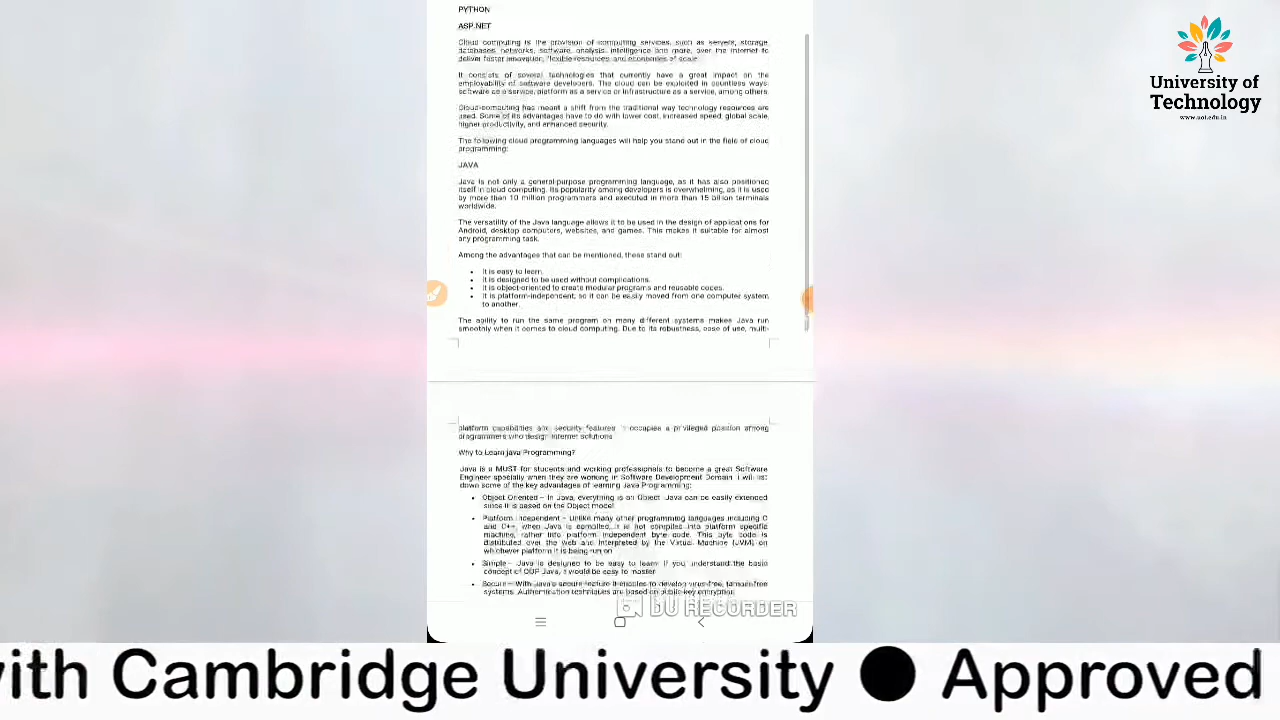 PYTHON
ASP.NET
Cloud computing is the provision of computing services, such as servers, storage,
databases, networks, software, analysis, intelligence and more, over the Internet to
deliver faster innovation, flexible resources, and economies of scale.
It consists of several technologies that currently have a great impact on the
employability of software developers. The cloud can be exploited in countless ways:
software as a service, platform as a service or infrastructure as a service, among others.
Cloud-computing has meant a shift from the traditional way technology resources are
used. Some of its advantages have to do with lower cost, increased speed, global scale,
higher productivity, and enhanced security.
The following cloud programming languages will help you stand out in the field of cloud
programming:
JAVA
Java is not only a general-purpose programming language, as it has also positioned
itself in cloud computing. Its popularity among developers is overwhelming, as it is used
by more than 10 million programmers and executed in more than 15 billion terminals
worldwide.
The versatility of the Java language allows it to be used in the design of applications for
Android, desktop computers, websites, and games. This makes it suitable for almost
any programming task.
Among the advantages that can be mentioned, these stand out:
• It is easy to learn.
• It is designed to be used without complications.
• It is object-oriented to create modular programs and reusable codes.
• It is platform-independent, so it can be easily moved from one computer system
to another.
The ability to run the same program on many different systems makes Java run
smoothly when it comes to cloud computing. Due to its robustness, ease of use, multi-
platform capabilities and security features occupies a privileged position among
programmers who design Internet solutions
Why to Learn java Programming?
Java is a MUST for students and working professionals to become a great Software
Engineer specially when they are working in Software Development Domain. I will list
down some of the key advantages of learning Java Programming:
• Object Oriented – In Java, everything is an Object. Java can be easily extended
since it is based on the Object model
• Platform Independent – Unlike many other programming languages including C
and C++, when Java is compiled, it is not compiled into platform specific
machine, rather into platform independent byte code. This byte code is
distributed over the web and interpreted by the Virtual Machine (JVM) on
whichever platform it is being run on
• Simple – Java is designed to be easy to learn. If you understand the basic
concept of OOP Java, it would be easy to master
• Secure – With Java's secure feature it enables to develop virus-free, tamper-free
systems. Authentication techniques are based on public-key encryption
DU RECORDER
University of
Technology
www.uot.edu.in
with Cambridge University ● Approved